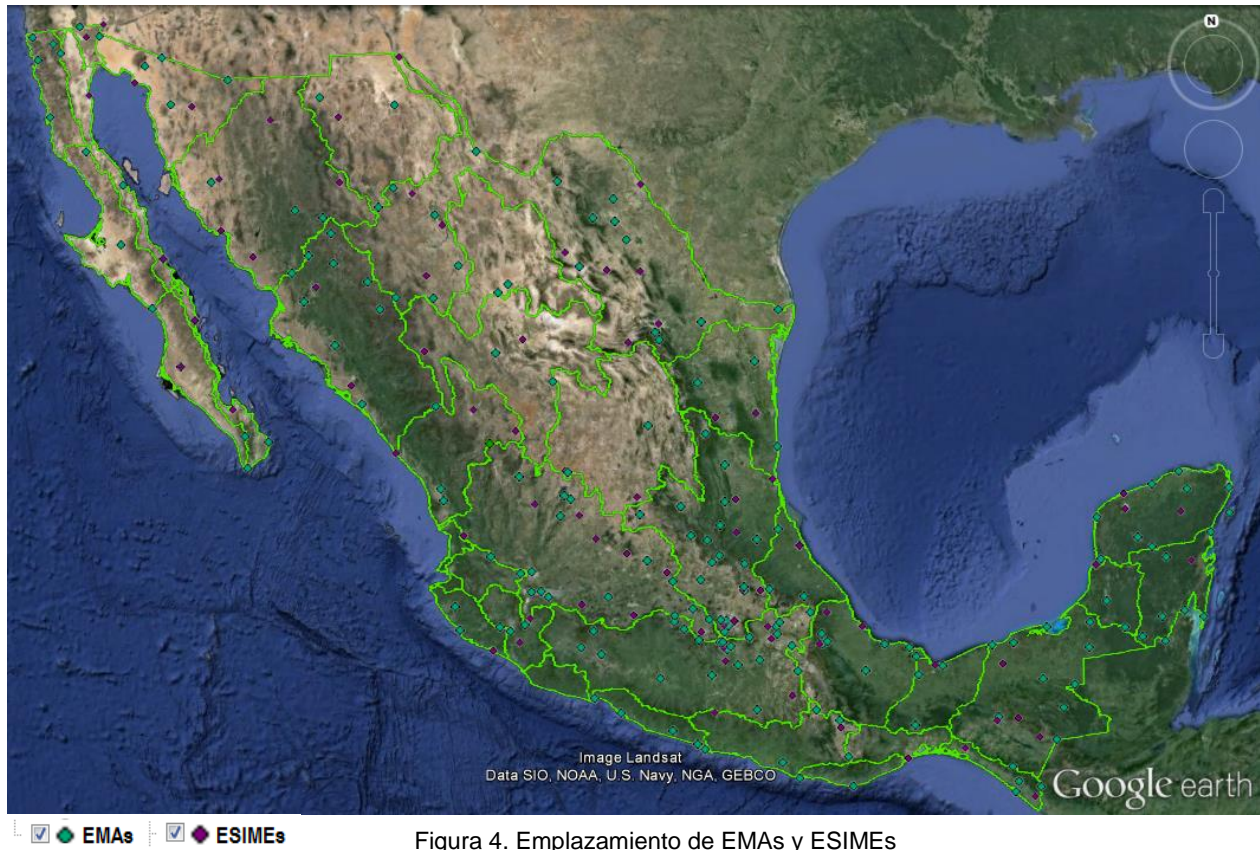 N
Image Landsat
Data SIO, NOAA, U.S. Navy, NGA, GEBCO
Google earth
EMAs ESIMEs
Figura 4. Emplazamiento de EMAs y ESIMEs